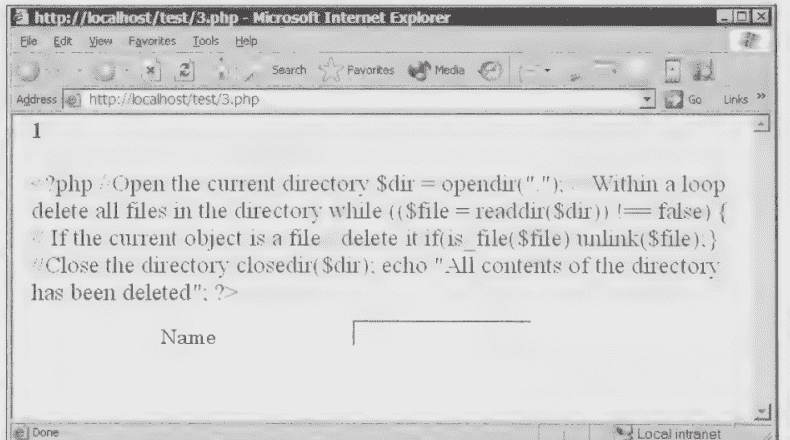 http://localhost/test/3.php - Microsoft Internet Explorer
File Edit View Favorites Tools Help
Search Favorites Media
Address http://localhost/test/3.php Go Links »
1
<?php //Open the current directory $dir = opendir("."); Within a loop
delete all files in the directory while (($file = readdir($dir)) !== false) {
If the current object is a file delete it if(is_file($file) unlink($file);}
//Close the directory closedir($dir); echo "All contents of the directory
has been deleted"; ?>
Name
Done Local intranet